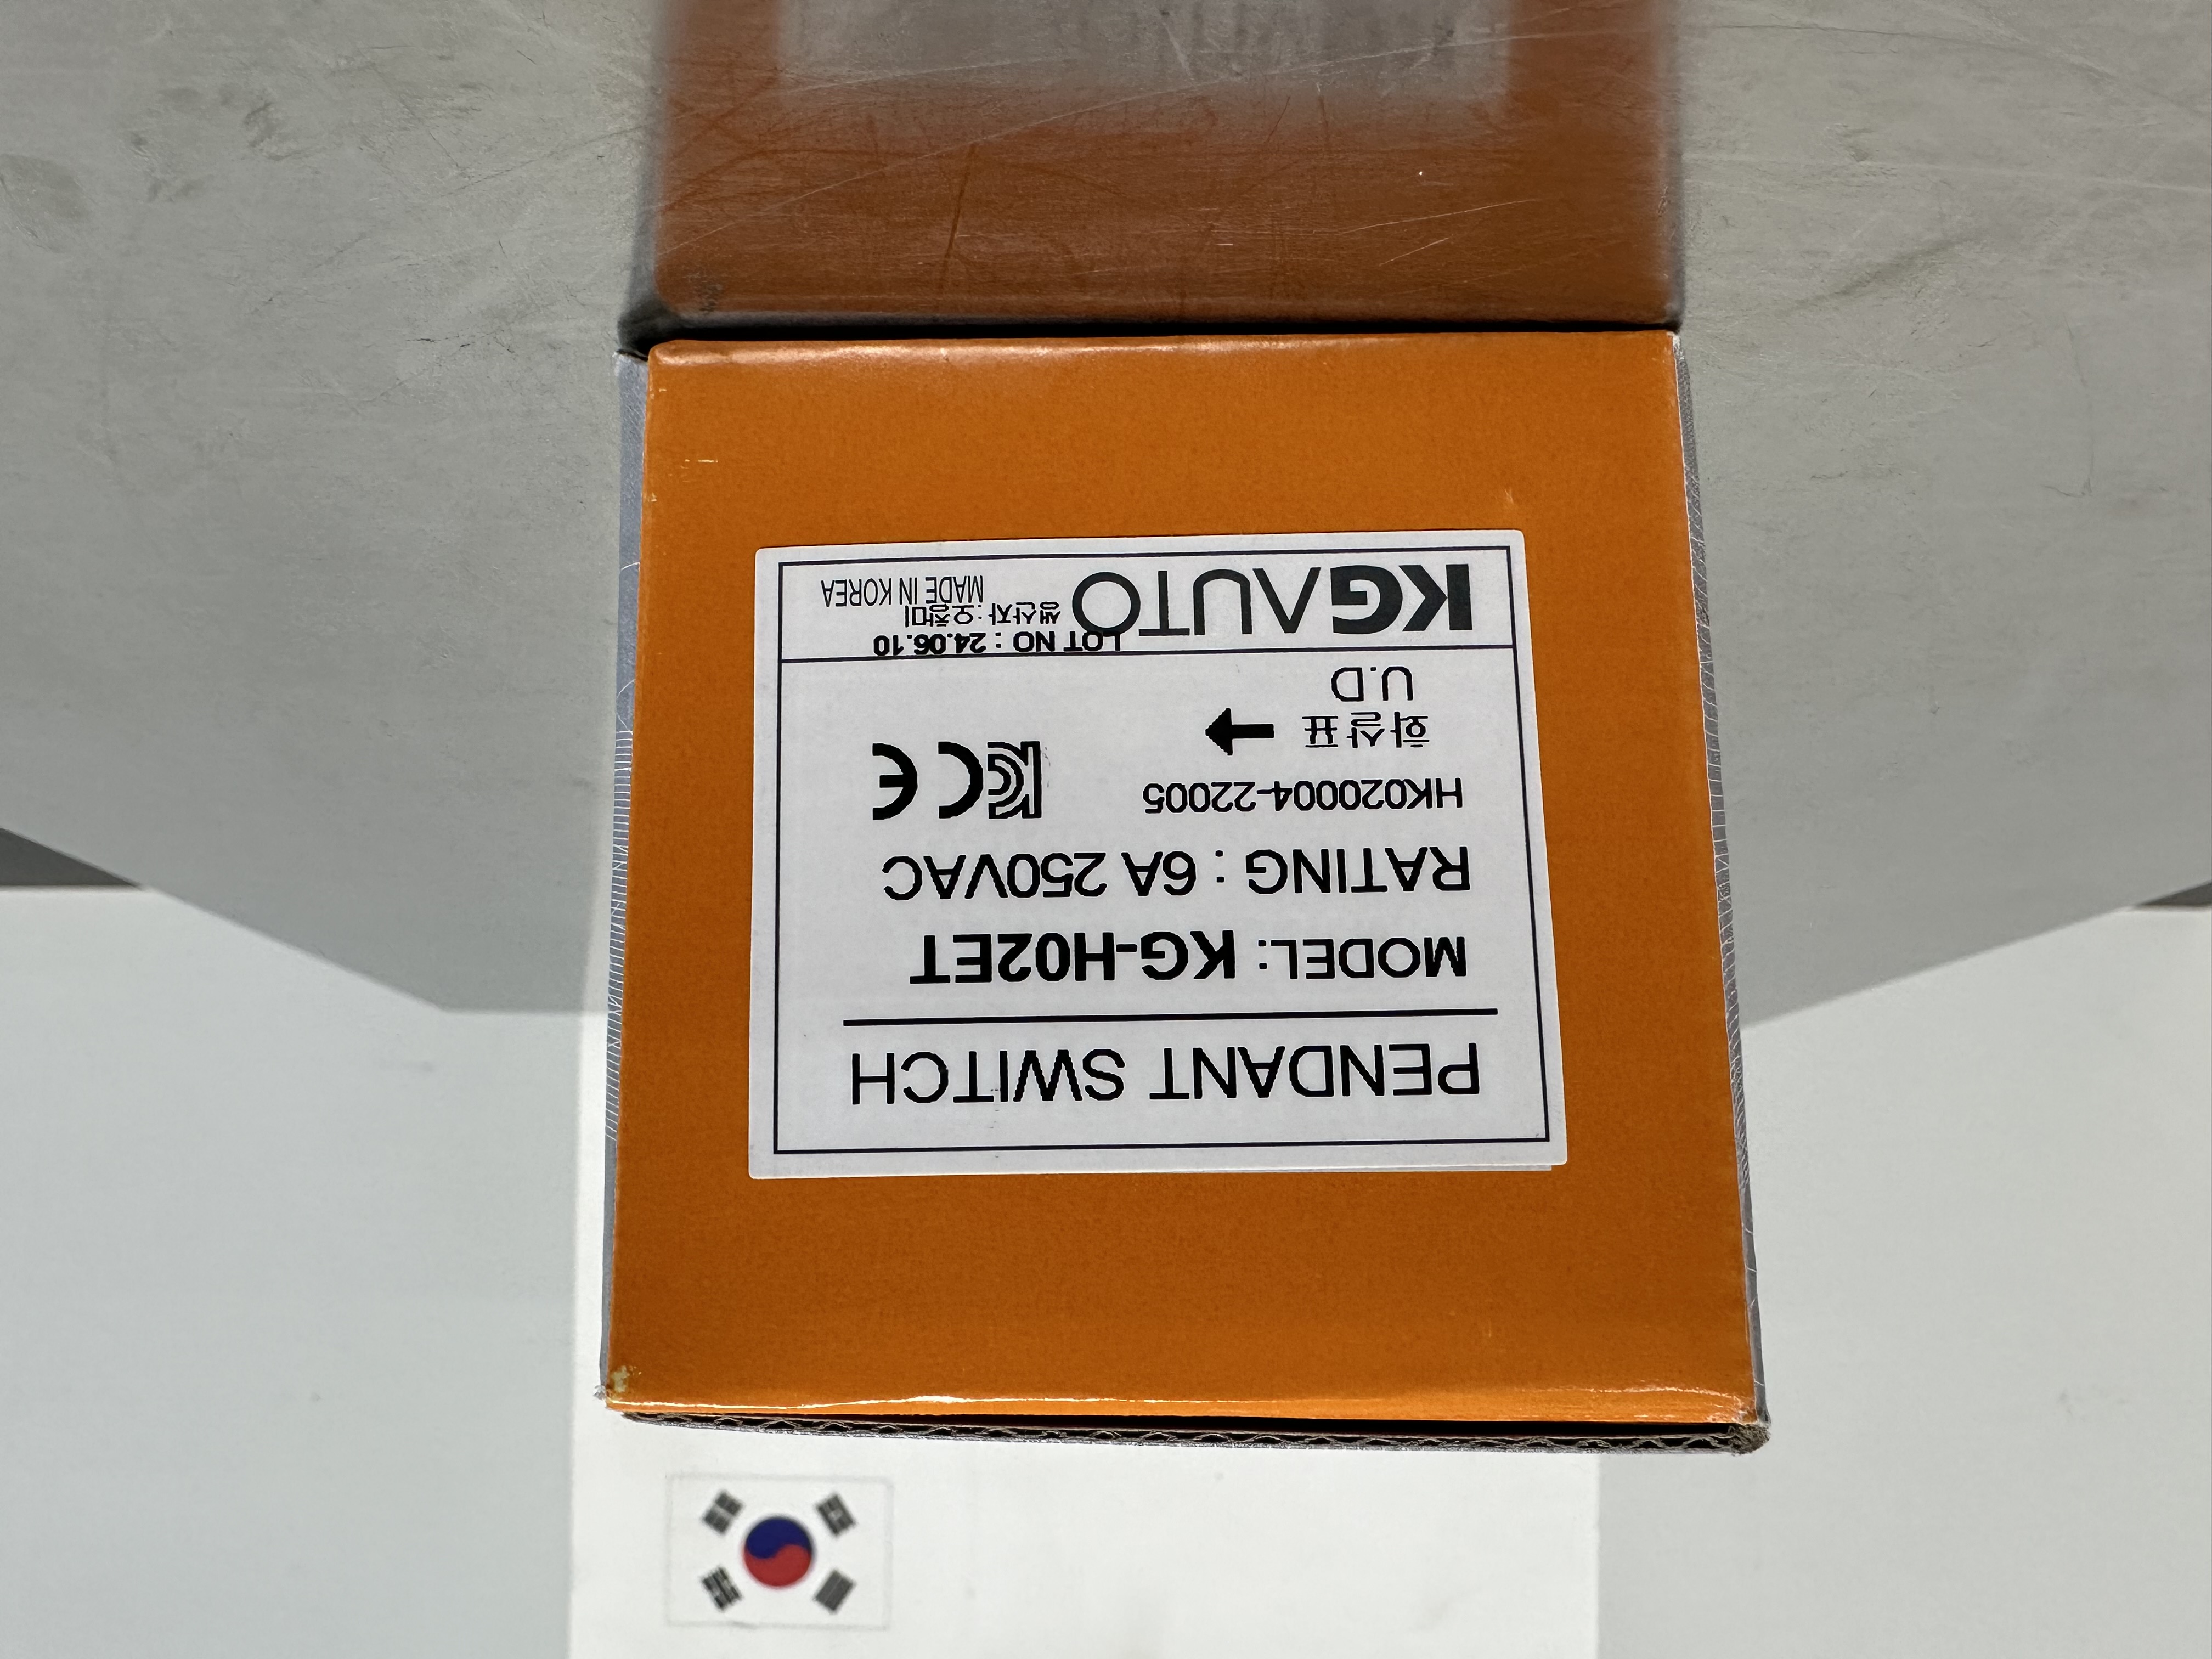 PENDANT SWITCH
MODEL: KG-H02ET
RATING : 6A 250VAC
HK020004-22005
화살표 →
U.D
LOT NO : 24.06.10
생산자:오창미
KGAUTO MADE IN KOREA